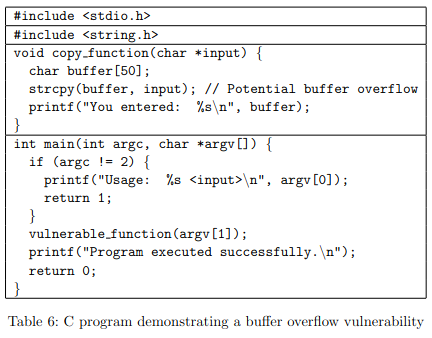 #include <stdio.h>
#include <string.h>
void copy_function(char *input) {
char buffer[50];
strcpy(buffer, input); // Potential buffer overflow
printf("You entered: %s\n", buffer);
}
int main(int argc, char *argv[]) {
if (argc != 2) {
printf("Usage: %s <input>\n", argv[0]);
return 1;
}
vulnerable_function(argv[1]);
printf("Program executed successfully.\n");
return 0;
}
Table 6: C program demonstrating a buffer overflow vulnerability